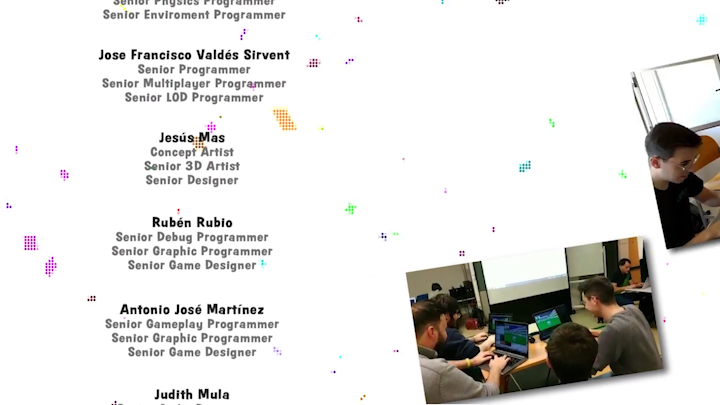 Senior Physics Programmer
Senior Enviroment Programmer
Jose Francisco Valdés Sirvent
Senior Programmer
Senior Multiplayer Programmer
Senior LOD Programmer
Jesús Mas
Concept Artist
Senior 3D Artist
Senior Designer
Rubén Rubio
Senior Debug Programmer
Senior Graphic Programmer
Senior Game Designer
Antonio José Martínez
Senior Gameplay Programmer
Senior Graphic Programmer
Senior Game Designer
Judith Mula